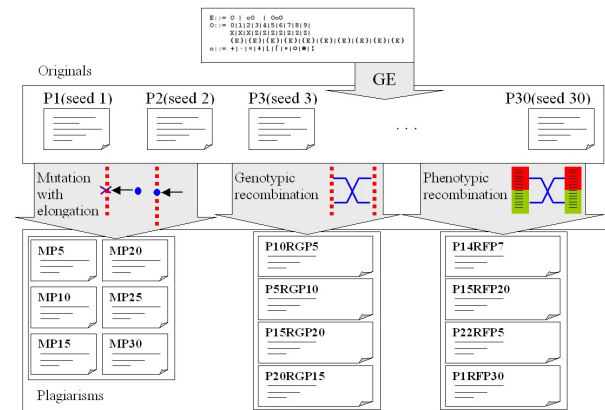 E::= O | oO | OoO
O::= 0|1|2|3|4|5|6|7|8|9|
X|X|X|Z|Z|Z|Z|Z|Z|
(E)|(E)|(E)|(E)|(E)|(E)|(E)|(E)|(E)
GE
Originals
P1(seed 1)
P2(seed 2)
P3(seed 3)
P30(seed 30)
. . .
Mutation
with
elongation
Genotypic
recombination
Phenotypic
recombination
MP5
MP20
MP10
MP25
MP15
MP30
P10RGP5
P5RGP10
P15RGP20
P20RGP15
P14RFP7
P15RFP20
P22RFP5
P1RFP30
Plagiarisms